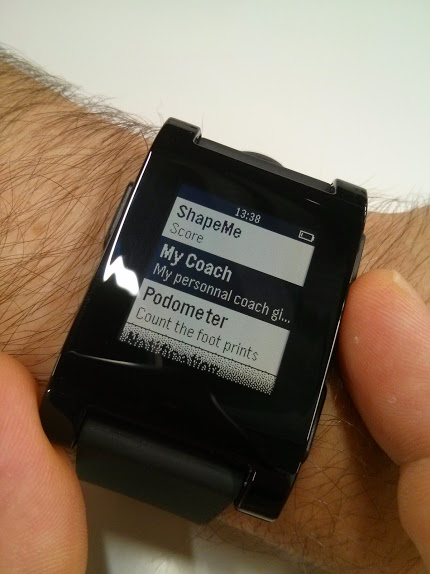 13:38
ShapeMe
Score
My Coach
My personnal coach gi...
Podometer
Count the foot prints